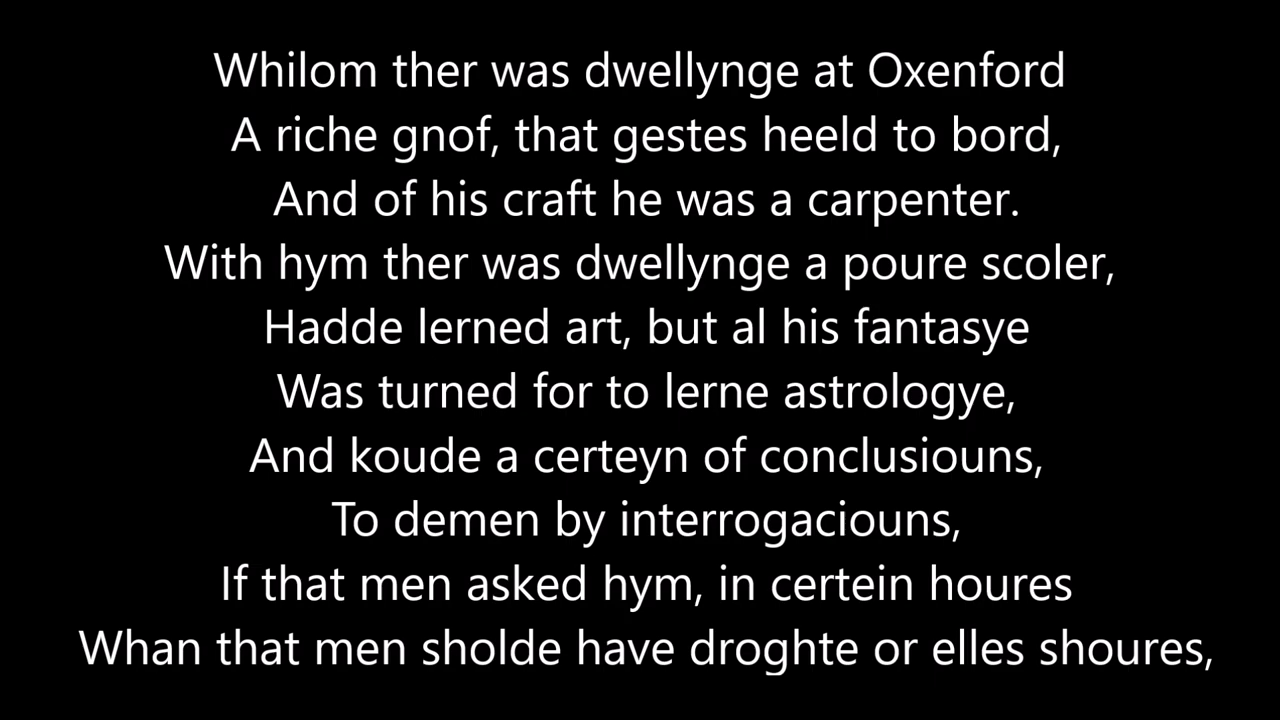 Whilom ther was dwellynge at Oxenford
A riche gnof, that gestes heeld to bord,
And of his craft he was a carpenter.
With hym ther was dwellynge a poure scoler,
Hadde lerned art, but al his fantasye
Was turned for to lerne astrologye,
And koude a certeyn of conclusiouns,
To demen by interrogaciouns,
If that men asked hym, in certein houres
Whan that men sholde have droghte or elles shoures,